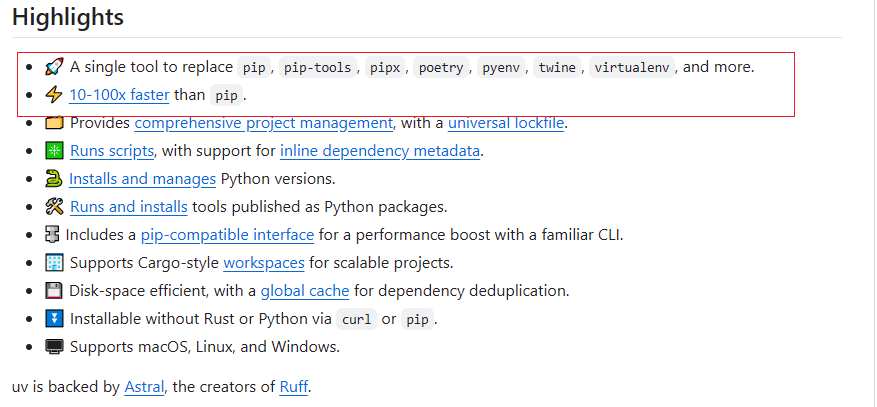 Highlights
🚀 A single tool to replace pip, pip-tools, pipx, poetry, pyenv, twine, virtualenv, and more.
⚡ 10-100x faster than pip.
🗂️ Provides comprehensive project management, with a universal lockfile.
❇️ Runs scripts, with support for inline dependency metadata.
🐍 Installs and manages Python versions.
🛠️ Runs and installs tools published as Python packages.
🔩 Includes a pip-compatible interface for a performance boost with a familiar CLI.
🏢 Supports Cargo-style workspaces for scalable projects.
💾 Disk-space efficient, with a global cache for dependency deduplication.
⏬ Installable without Rust or Python via curl or pip.
🖥️ Supports macOS, Linux, and Windows.
uv is backed by Astral, the creators of Ruff.